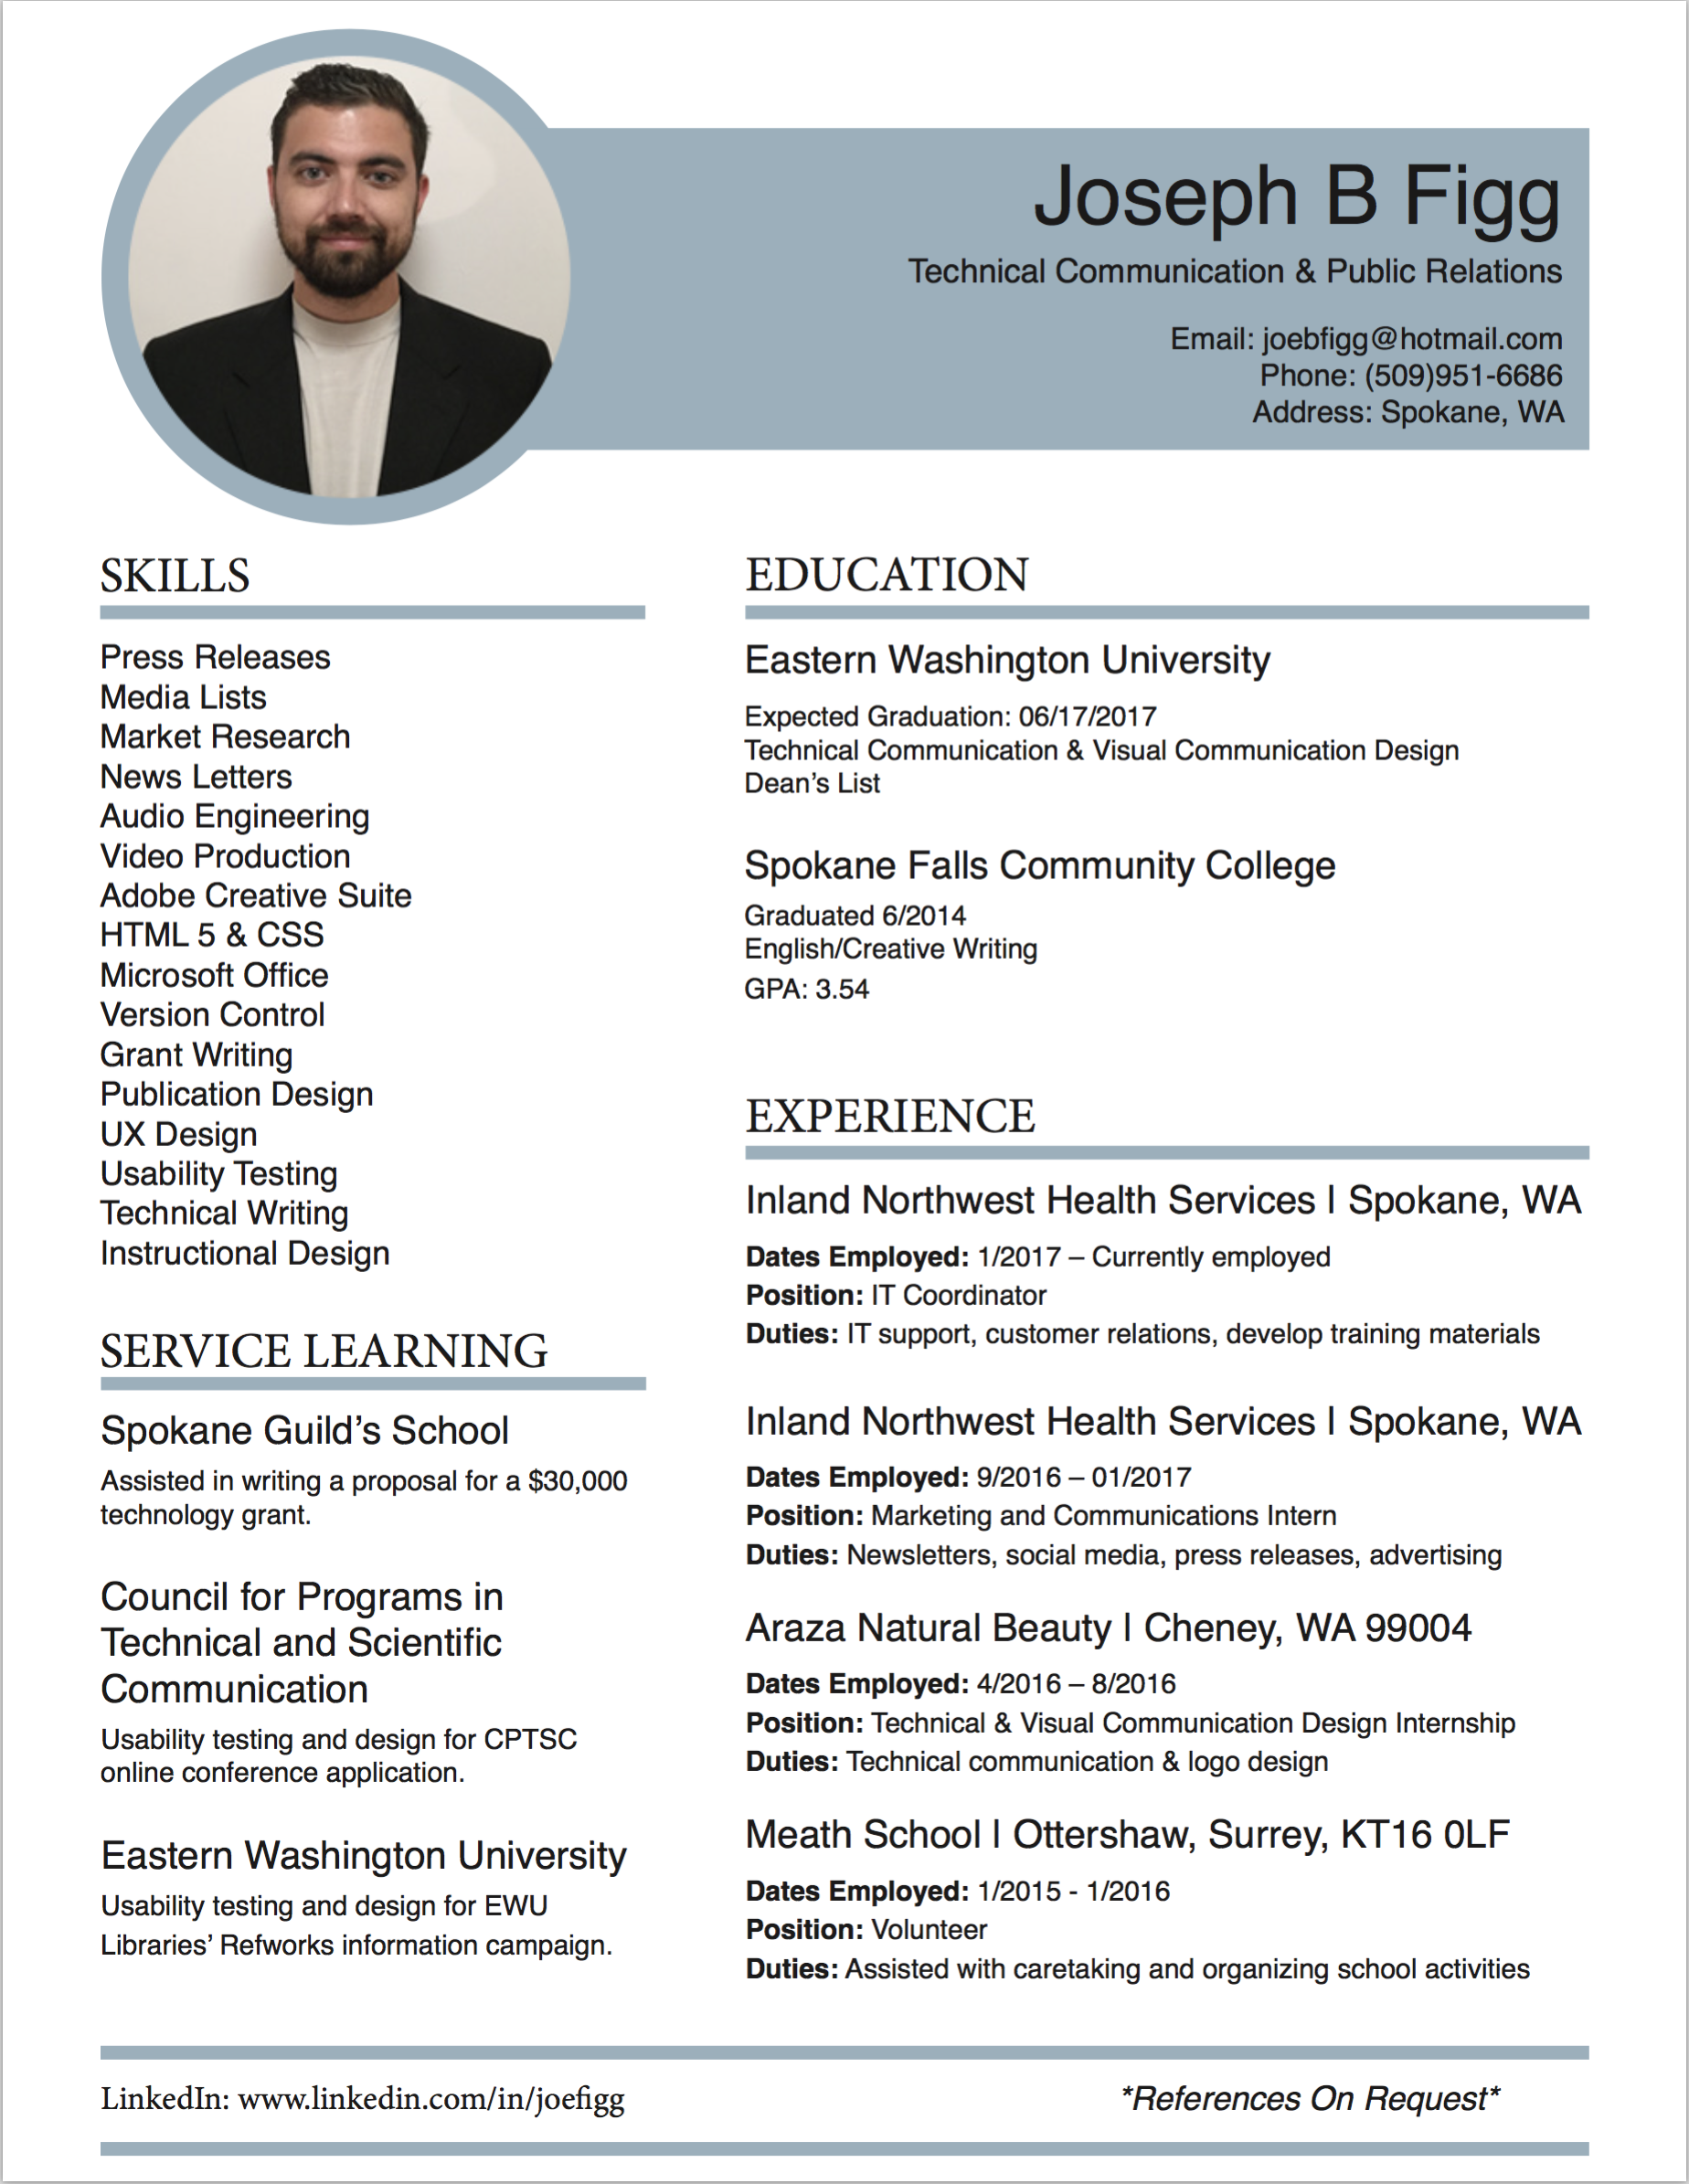 Joseph B Figg
Technical Communication & Public Relations
Email: joebfigg@hotmail.com
Phone: (509)951-6686
Address: Spokane, WA
SKILLS
Press Releases
Media Lists
Market Research
News Letters
Audio Engineering
Video Production
Adobe Creative Suite
HTML 5 & CSS
Microsoft Office
Version Control
Grant Writing
Publication Design
UX Design
Usability Testing
Technical Writing
Instructional Design
SERVICE LEARNING
Spokane Guild’s School
Assisted in writing a proposal for a $30,000
technology grant.
Council for Programs in
Technical and Scientific
Communication
Usability testing and design for CPTSC
online conference application.
Eastern Washington University
Usability testing and design for EWU
Libraries’ Refworks information campaign.
EDUCATION
Eastern Washington University
Expected Graduation: 06/17/2017
Technical Communication & Visual Communication Design
Dean’s List
Spokane Falls Community College
Graduated 6/2014
English/Creative Writing
GPA: 3.54
EXPERIENCE
Inland Northwest Health Services | Spokane, WA
Dates Employed: 1/2017 – Currently employed
Position: IT Coordinator
Duties: IT support, customer relations, develop training materials
Inland Northwest Health Services | Spokane, WA
Dates Employed: 9/2016 – 01/2017
Position: Marketing and Communications Intern
Duties: Newsletters, social media, press releases, advertising
Araza Natural Beauty | Cheney, WA 99004
Dates Employed: 4/2016 – 8/2016
Position: Technical & Visual Communication Design Internship
Duties: Technical communication & logo design
Meath School | Ottershaw, Surrey, KT16 0LF
Dates Employed: 1/2015 - 1/2016
Position: Volunteer
Duties: Assisted with caretaking and organizing school activities
LinkedIn: www.linkedin.com/in/joefigg
*References On Request*